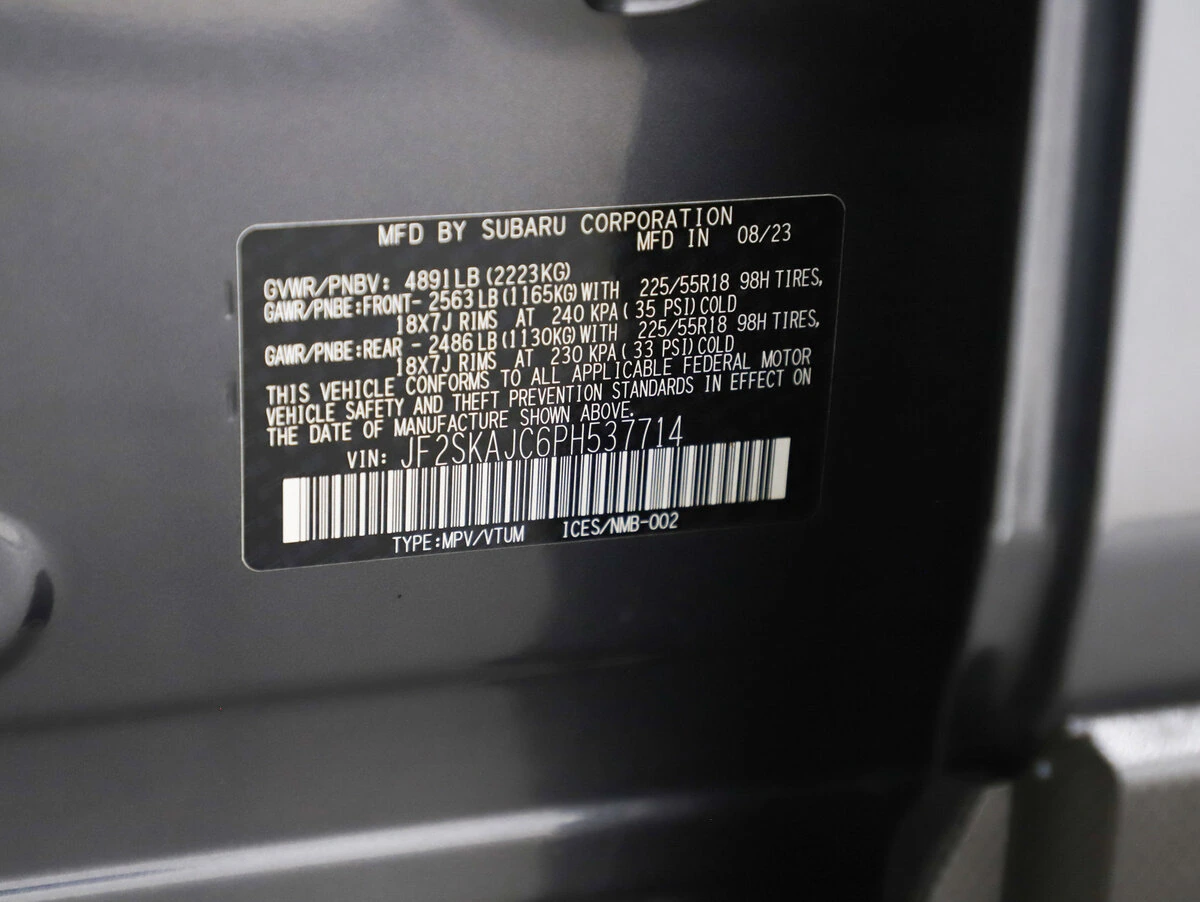 MFD BY SUBARU CORPORATION
MFD IN 08/23
GVWR/PNBV: 4891LB (2223KG)
GAWR/PNBE:FRONT- 2563LB (1165KG) WITH 225/55R18 98H TIRES,
18X7J RIMS AT 240 KPA ( 35 PSI) COLD
GAWR/PNBE:REAR - 2486LB (1130KG) WITH 225/55R18 98H TIRES,
18X7J RIMS AT 230 KPA ( 33 PSI) COLD
THIS VEHICLE CONFORMS TO ALL APPLICABLE FEDERAL MOTOR
VEHICLE SAFETY AND THEFT PREVENTION STANDARDS IN EFFECT ON
THE DATE OF MANUFACTURE SHOWN ABOVE.
VIN: JF2SKAJC6PH537714
TYPE:MPV/VTUM ICES/NMB-002